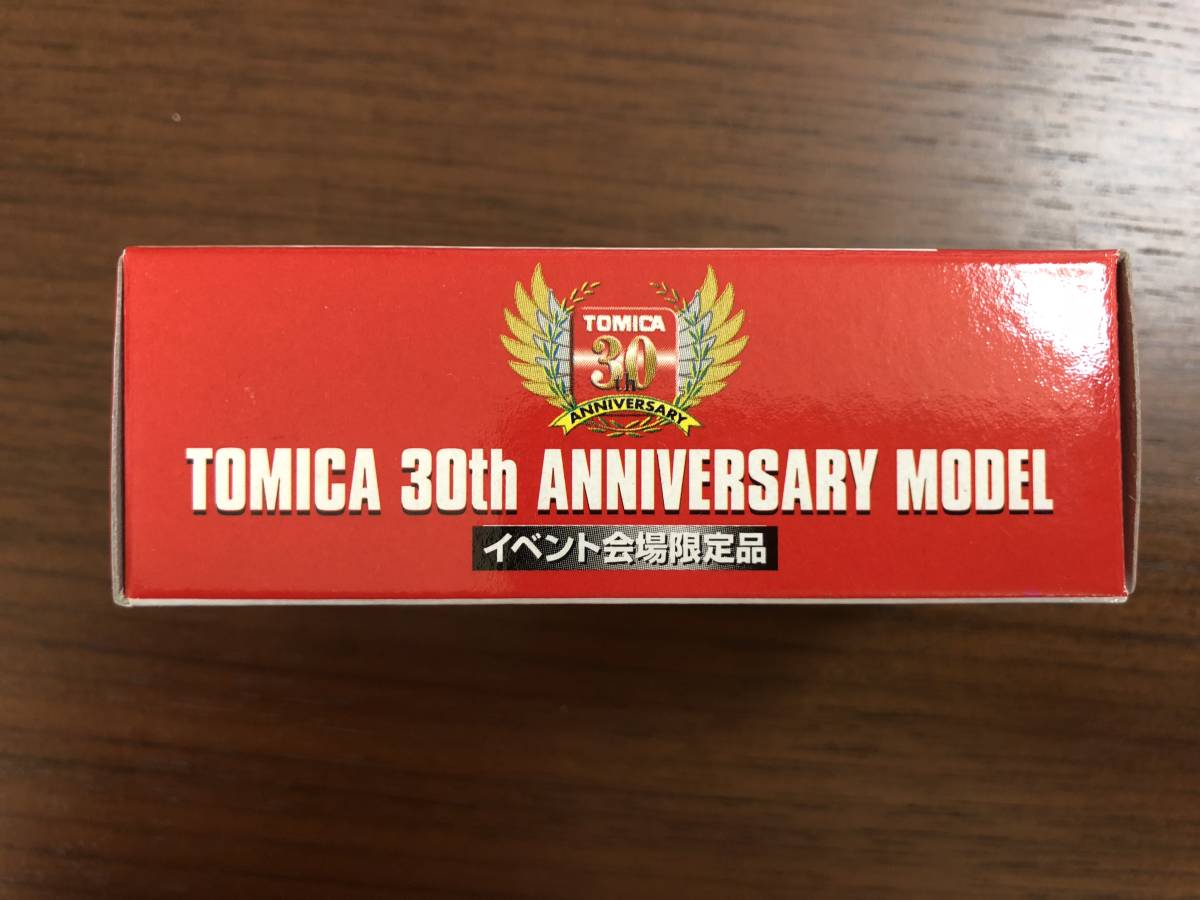 TOMICA
30th
ANNIVERSARY
TOMICA 30th ANNIVERSARY MODEL
イベント会場限定品